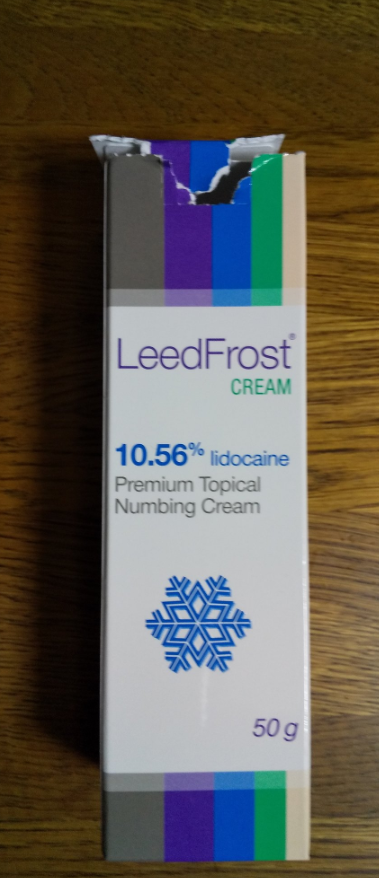 LeedFrost®
CREAM
10.56% lidocaine
Premium Topical
Numbing Cream
50 g